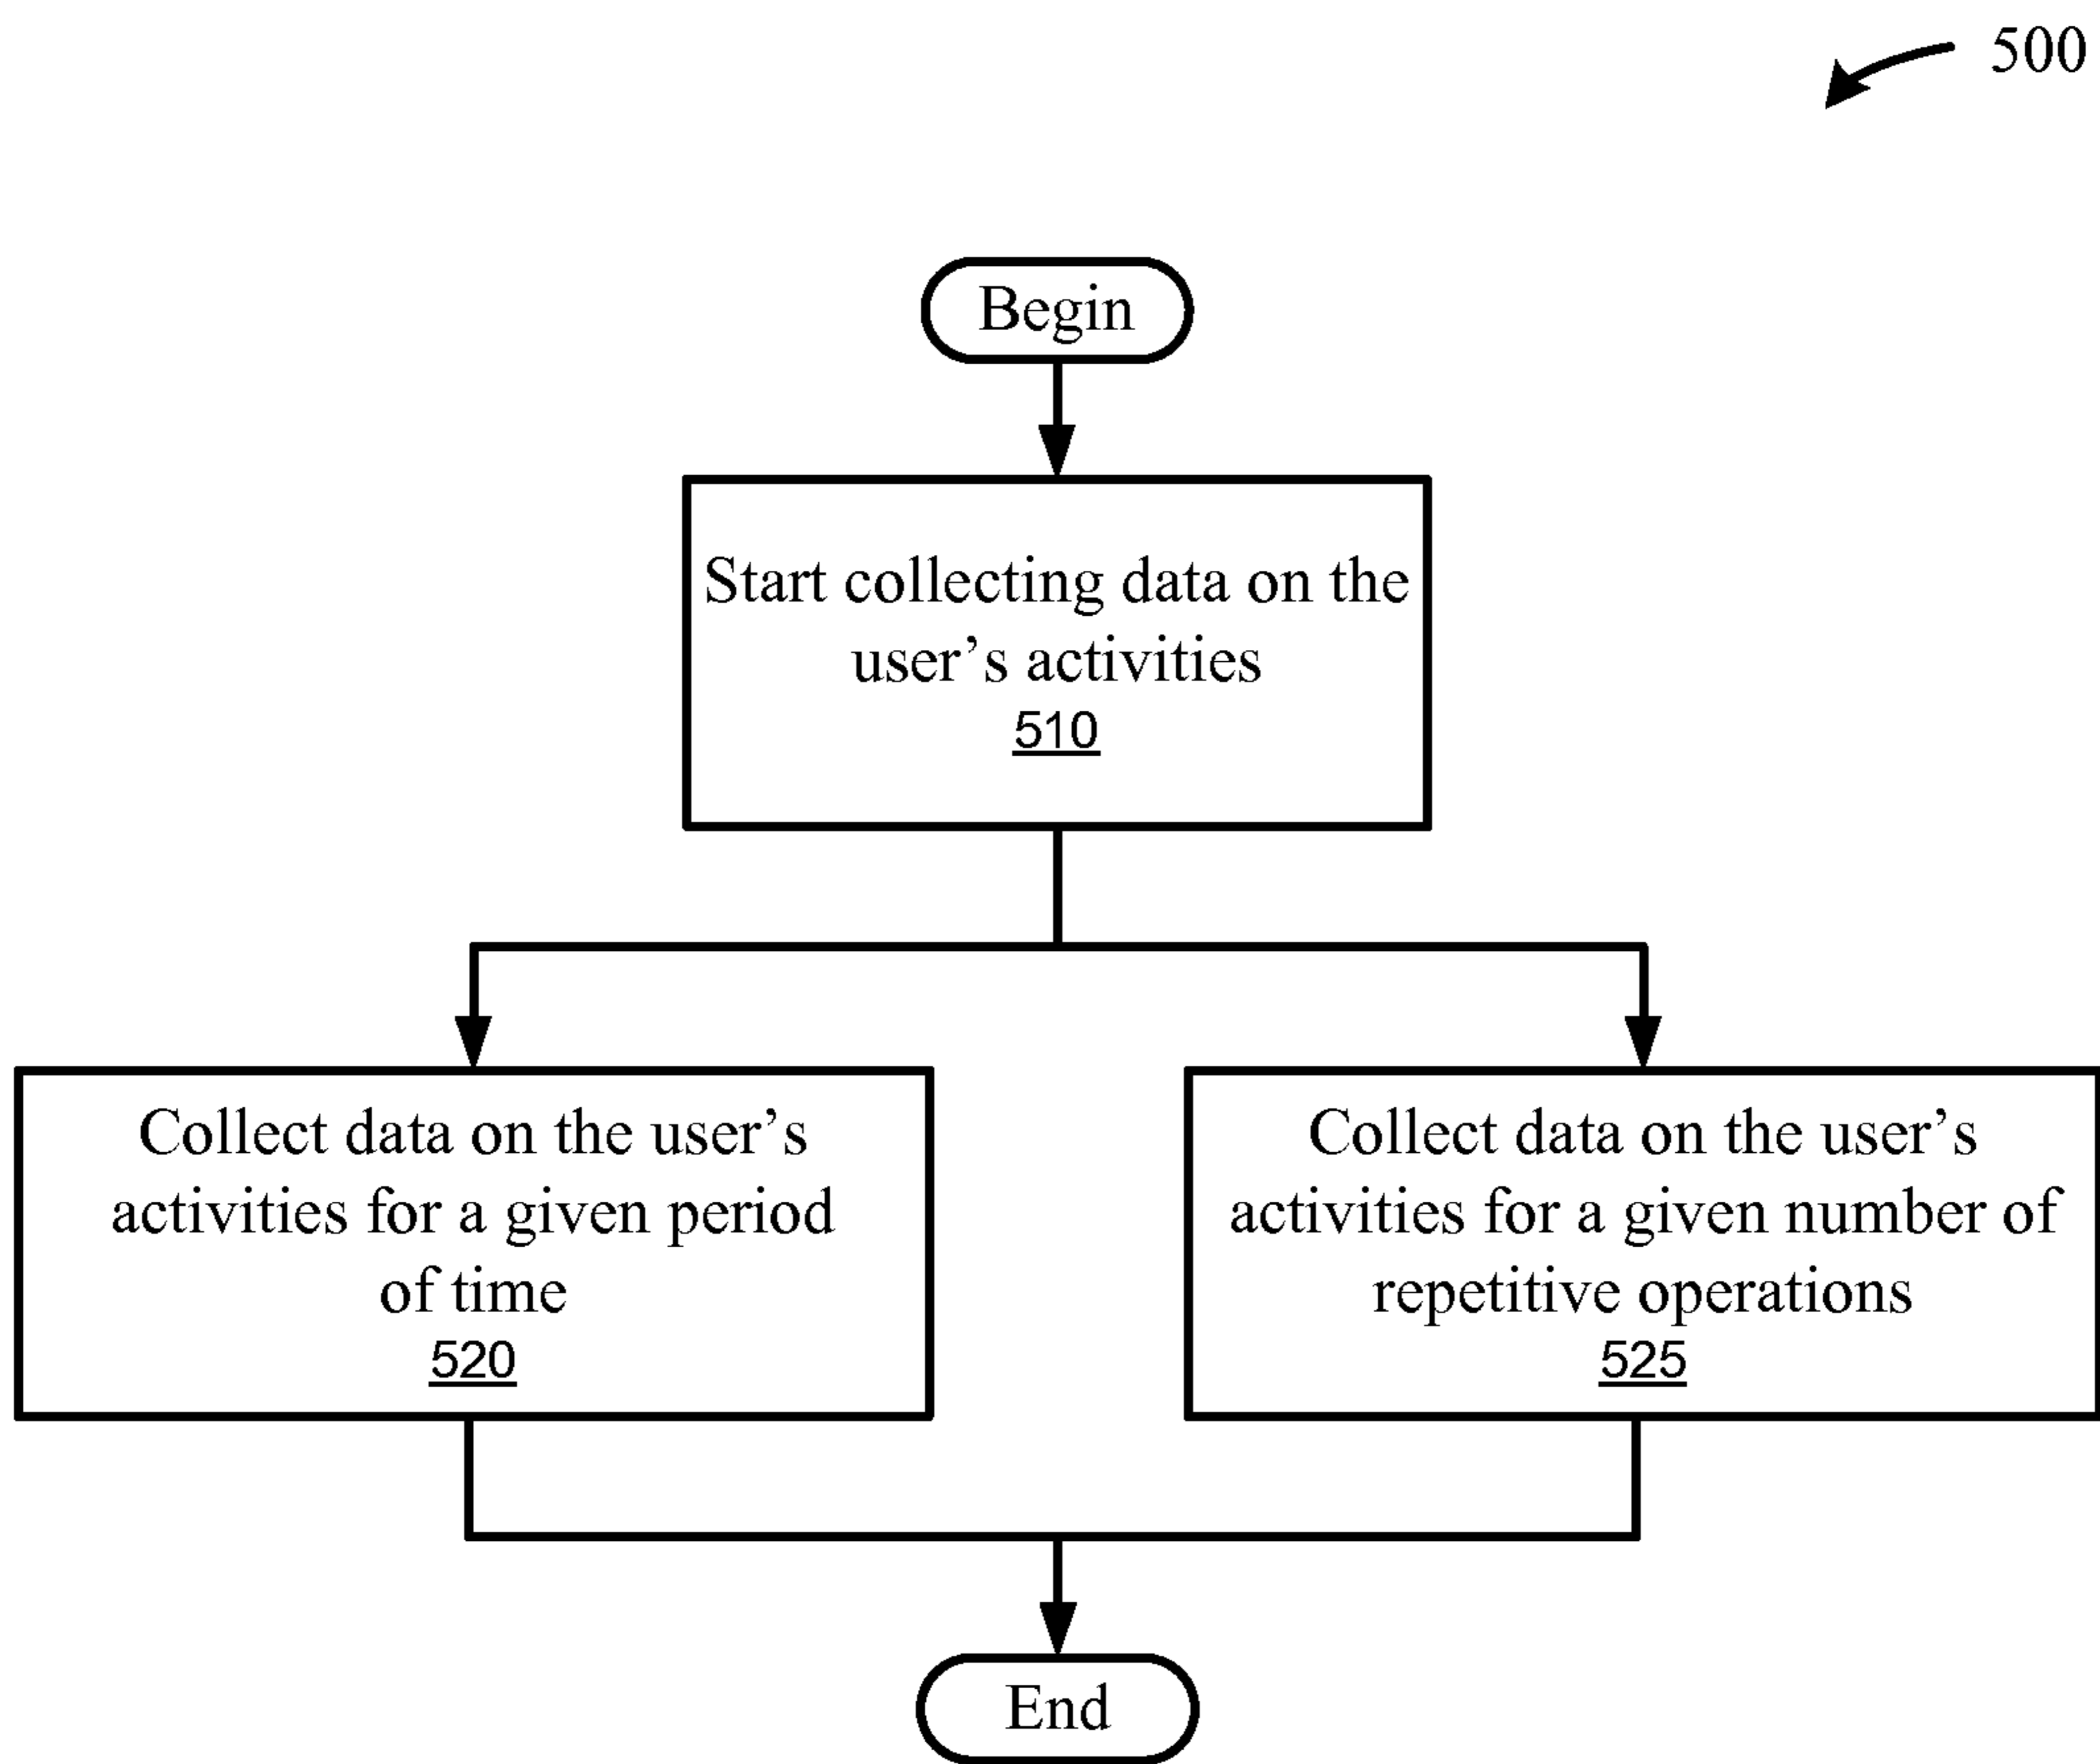 500
Begin
Start collecting data on the
user’s activities
510
Collect data on the user’s
activities for a given period
of time
520
Collect data on the user’s
activities for a given number of
repetitive operations
525
End